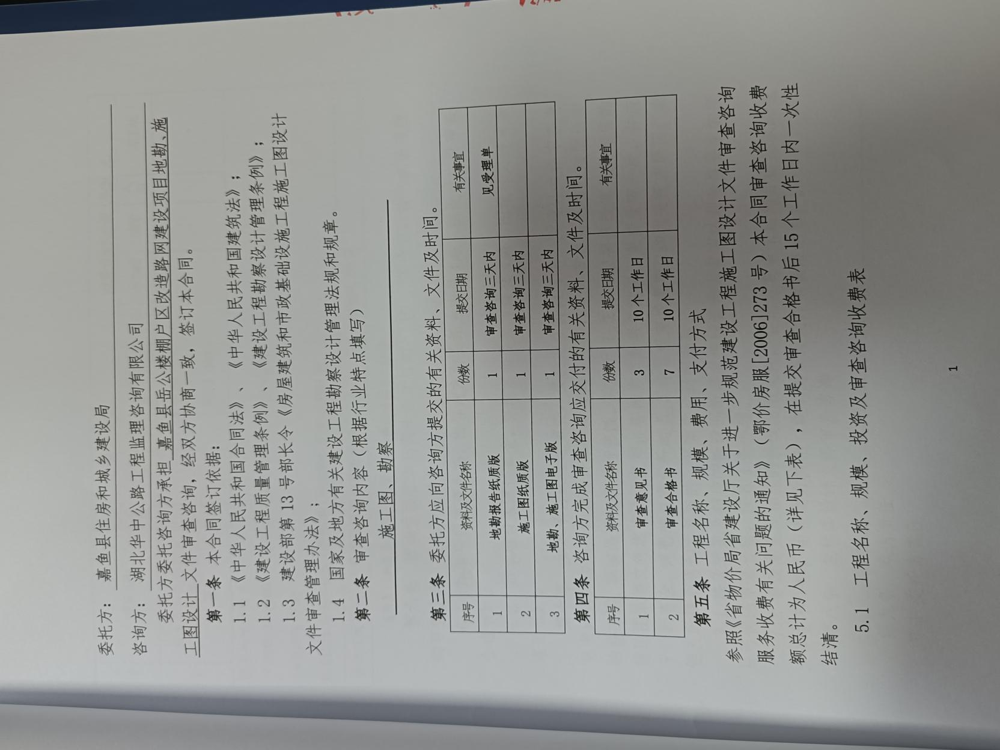 委托方： 嘉鱼县住房和城乡建设局
咨询方： 湖北华中公路工程监理咨询有限公司
委托方委托咨询方承担 嘉鱼县岳公楼棚户区改造路网建设项目地勘、施
工图设计 文件审查咨询，经双方协商一致，签订本合同。
第一条 本合同签订依据：
1.1 《中华人民共和国合同法》、《中华人民共和国建筑法》；
1.2 《建设工程质量管理条例》、《建设工程勘察设计管理条例》；
1.3 建设部第 13 号部长令《房屋建筑和市政基础设施工程施工图设计
文件审查管理办法》；
1.4 国家及地方有关建设工程勘察设计管理法规和规章。
第二条 审查咨询内容（根据行业特点填写）
施工图、勘察
第三条 委托方应向咨询方提交的有关资料、文件及时间。
序号 资料及文件名称 份数 提交日期 有关事宜
1 地勘报告纸质版 1 审查咨询三天内 见受理单
2 施工图纸质版 1 审查咨询三天内
3 地勘、施工图电子版 1 审查咨询三天内
第四条 咨询方完成审查咨询应交付的有关资料、文件及时间。
序号 资料及文件名称 份数 提交日期 有关事宜
1 审查意见书 3 10 个工作日
2 审查合格书 7 10 个工作日
第五条 工程名称、规模、费用、支付方式
参照《省物价局省建设厅关于进一步规范建设工程施工图设计文件审查咨询
服务收费有关问题的通知》（鄂价房服[2006]273 号）本合同审查咨询收费
额总计为人民币（详见下表），在提交审查合格书后 15 个工作日内一次性
结清。
5.1 工程名称、规模、投资及审查咨询收费表
1